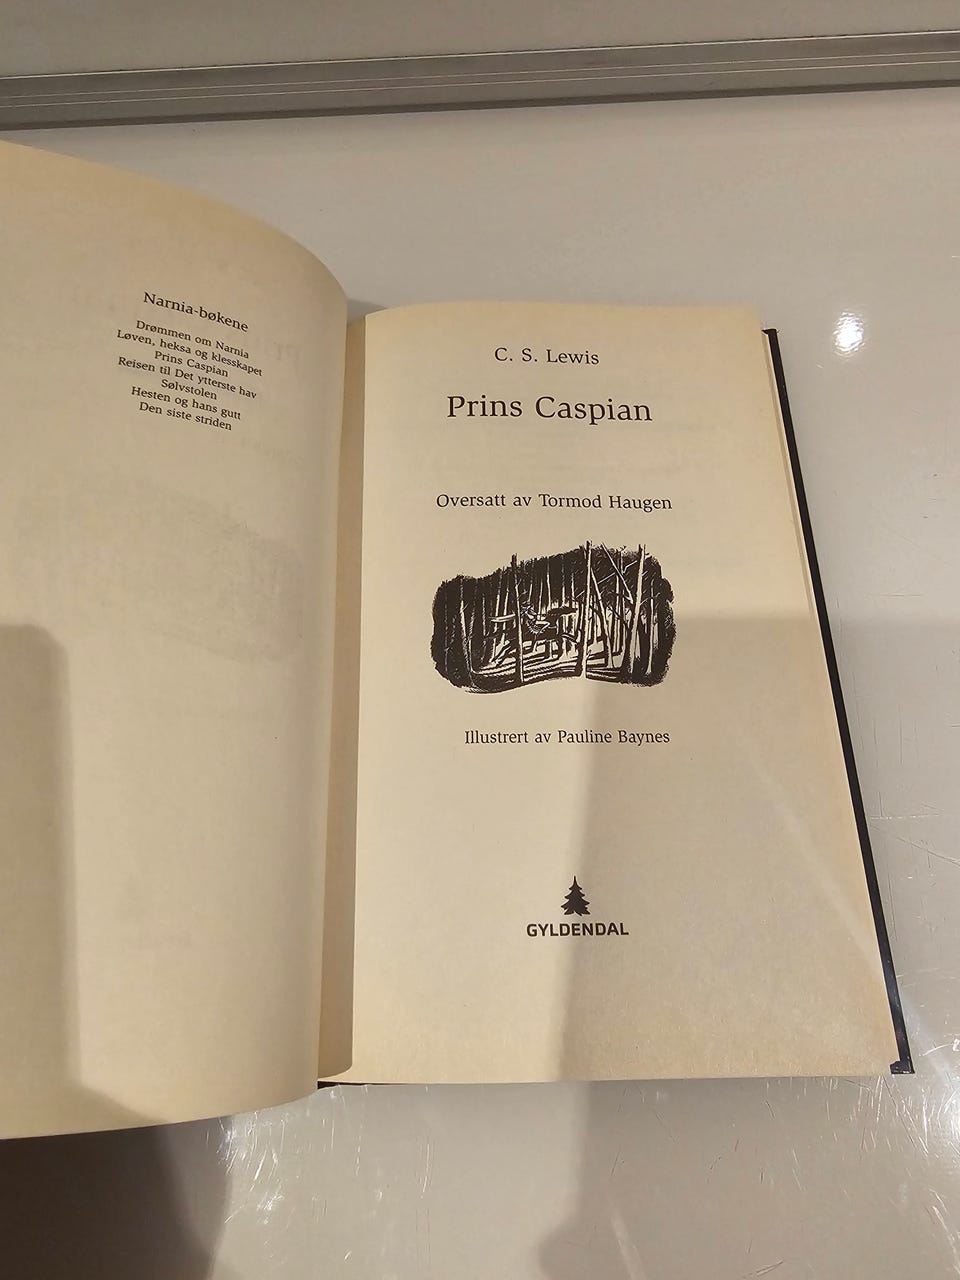 Narnia-bøkene
Drømmen om Narnia
Løven, heksa og klesskapet
Prins Caspian
Reisen til Det ytterste hav
Sølvstolen
Hesten og hans gutt
Den siste striden
C. S. Lewis
Prins Caspian
Oversatt av Tormod Haugen
Illustrert av Pauline Baynes
GYLDENDAL